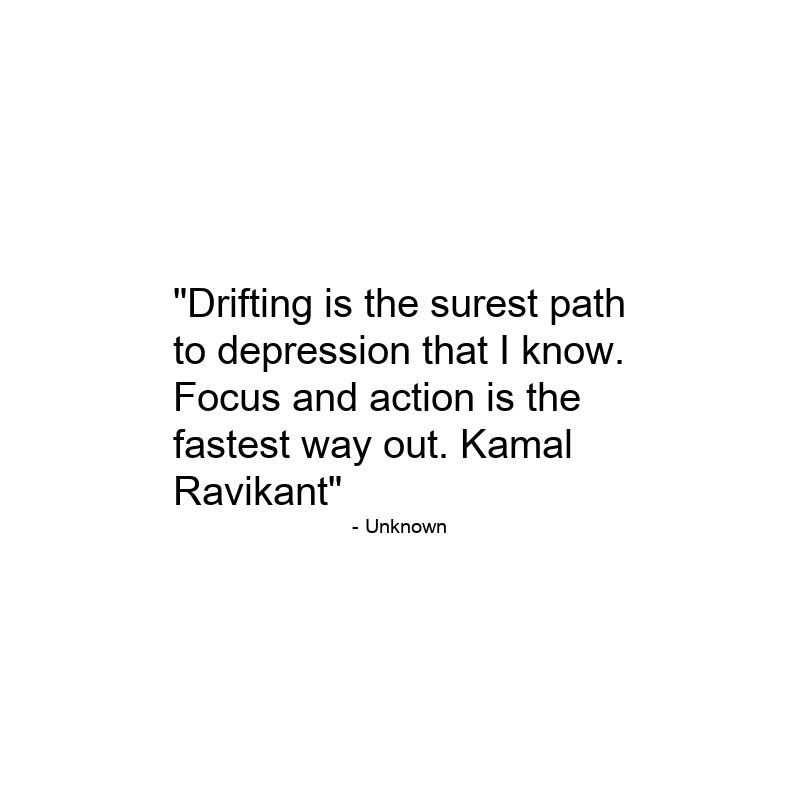 "Drifting is the surest path
to depression that I know.
Focus and action is the
fastest way out. Kamal
Ravikant"
- Unknown